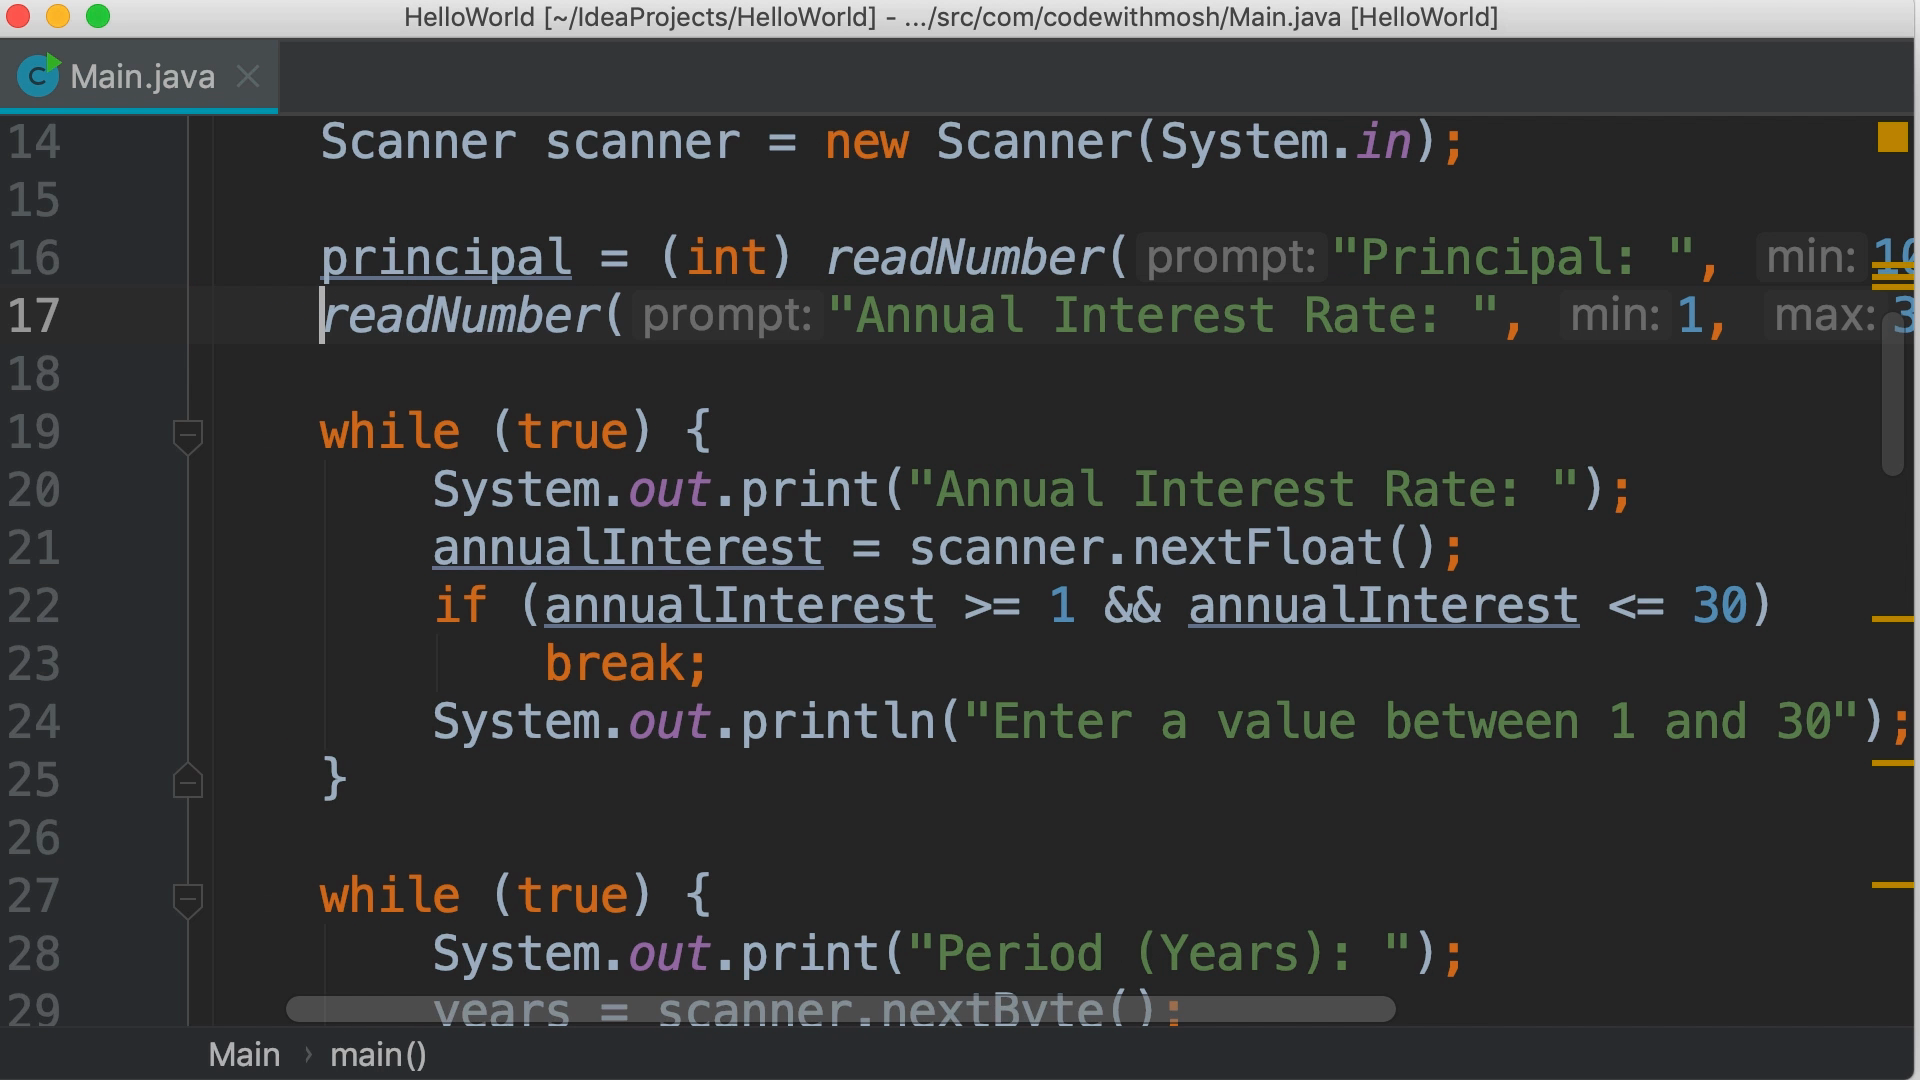 HelloWorld [~/IdeaProjects/HelloWorld] - .../src/com/codewithmosh/Main.java [HelloWorld]
C Main.java
14 Scanner scanner = new Scanner(System.in);
15
16 principal = (int) readNumber( prompt: "Principal: ", min: 10
17 readNumber( prompt: "Annual Interest Rate: ", min: 1, max: 3
18
19 while (true) {
20 System.out.print("Annual Interest Rate: ");
21 annualInterest = scanner.nextFloat();
22 if (annualInterest >= 1 && annualInterest <= 30)
23 break;
24 System.out.println("Enter a value between 1 and 30");
25 }
26
27 while (true) {
28 System.out.print("Period (Years): ");
29 years = scanner.nextByte();
Main › main()